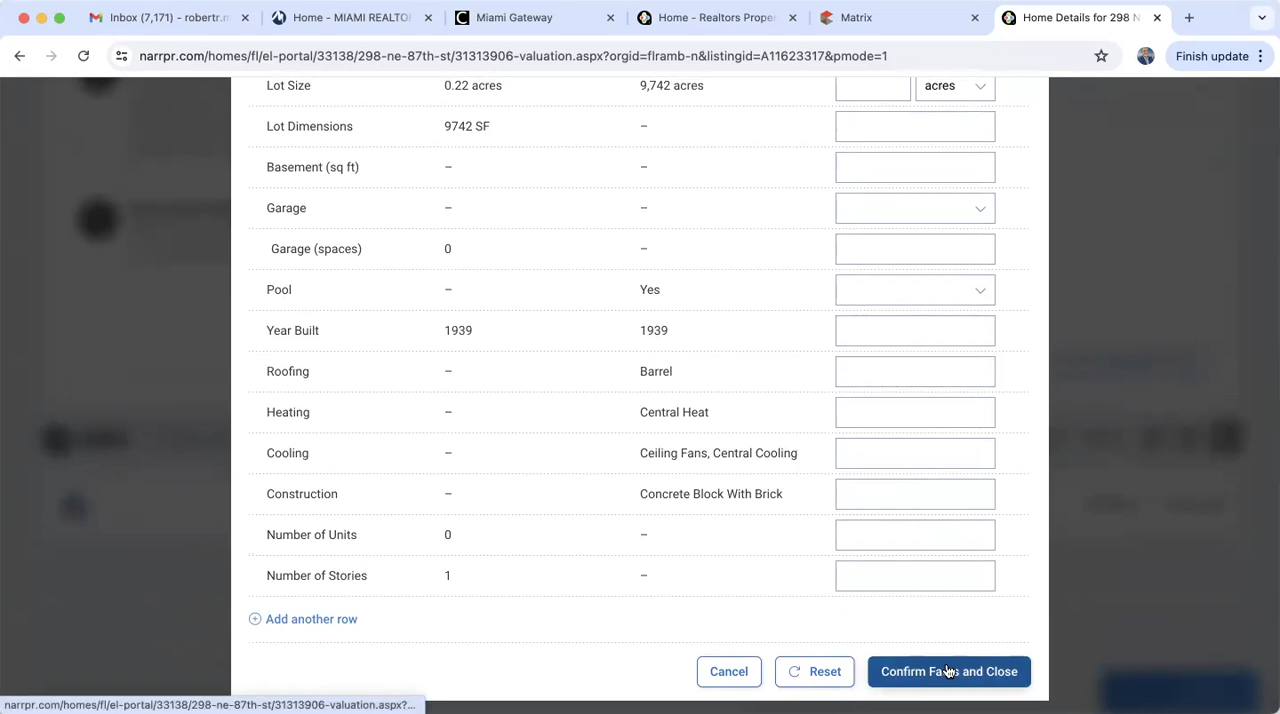 Inbox (7,171) - robertr.m
Home - MIAMI REALTO
Miami Gateway
Home - Realtors Prope
Matrix
Home Details for 298 N
narrpr.com/homes/fl/el-portal/33138/298-ne-87th-st/31313906-valuation.aspx?orgid=flramb-n&listingid=A11623317&pmode=1
Finish update
Lot Size 0.22 acres 9,742 acres acres
Lot Dimensions 9742 SF –
Basement (sq ft) – –
Garage – –
Garage (spaces) 0 –
Pool – Yes
Year Built 1939 1939
Roofing – Barrel
Heating – Central Heat
Cooling – Ceiling Fans, Central Cooling
Construction – Concrete Block With Brick
Number of Units 0 –
Number of Stories 1 –
Add another row
Cancel Reset Confirm Facts and Close
narrpr.com/homes/fl/el-portal/33138/298-ne-87th-st/31313906-valuation.aspx?...